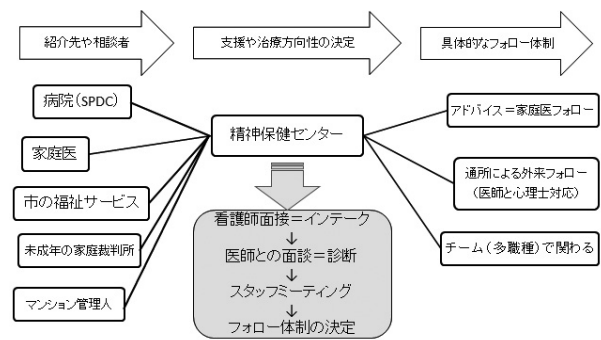 紹介先や相談者
支援や治療方向性の決定
具体的なフォロー体制
病院（SPDC）
家庭医
市の福祉サービス
未成年の家庭裁判所
マンション管理人
精神保健センター
看護師面接＝インテーク
↓
医師との面談＝診断
↓
スタッフミーティング
↓
フォロー体制の決定
アドバイス＝家庭医フォロー
通所による外来フォロー
（医師と心理士対応）
チーム（多職種）で関わる